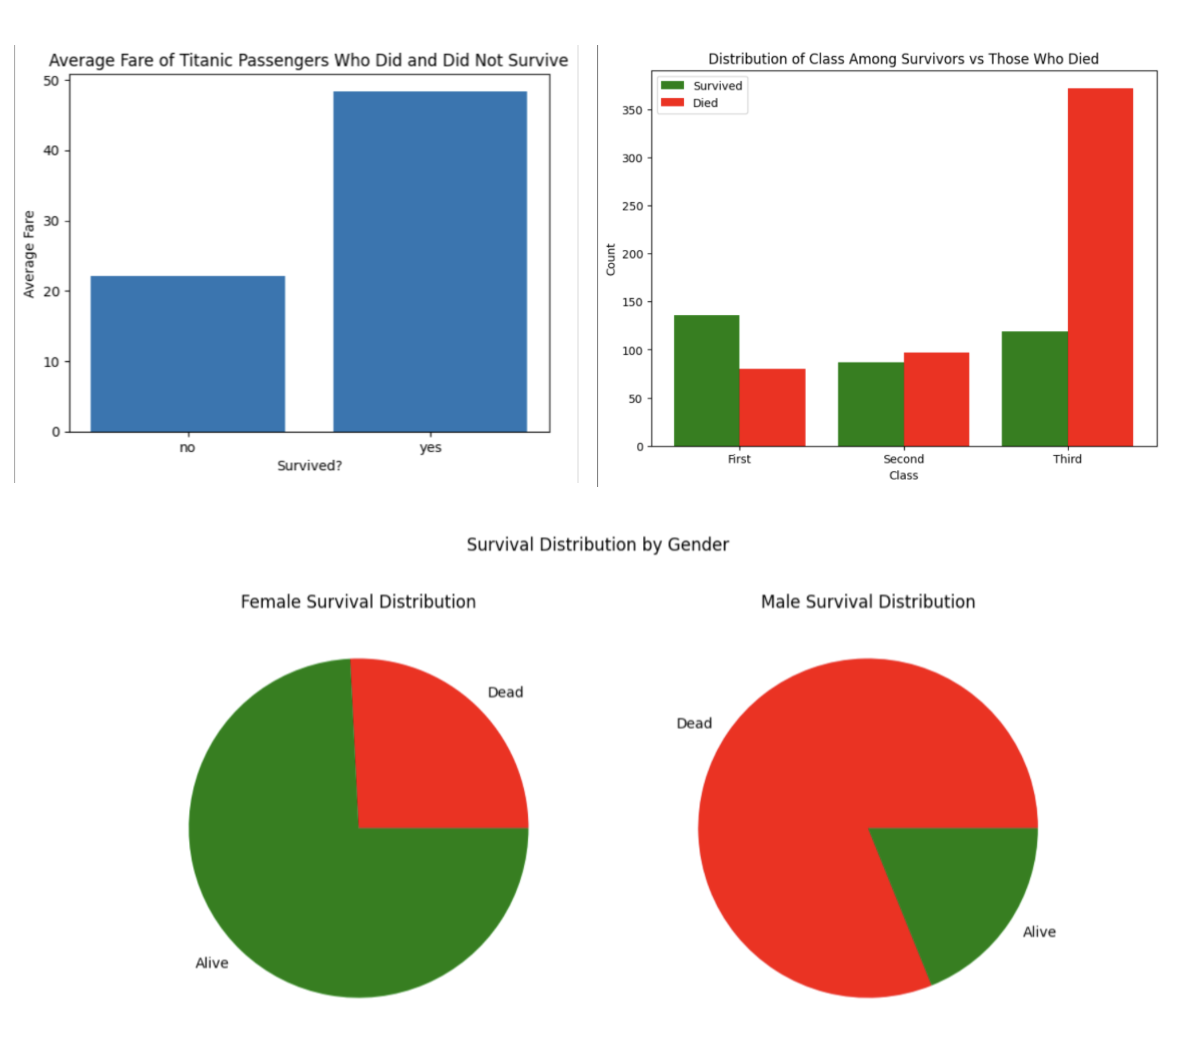 Average Fare of Titanic Passengers Who Did and Did Not Survive
50
40
30
20
10
0
Average Fare
no yes
Survived?
Distribution of Class Among Survivors vs Those Who Died
Survived
Died
350
300
250
200
150
100
50
0
Count
First Second Third
Class
Survival Distribution by Gender
Female Survival Distribution
Dead
Alive
Male Survival Distribution
Dead
Alive